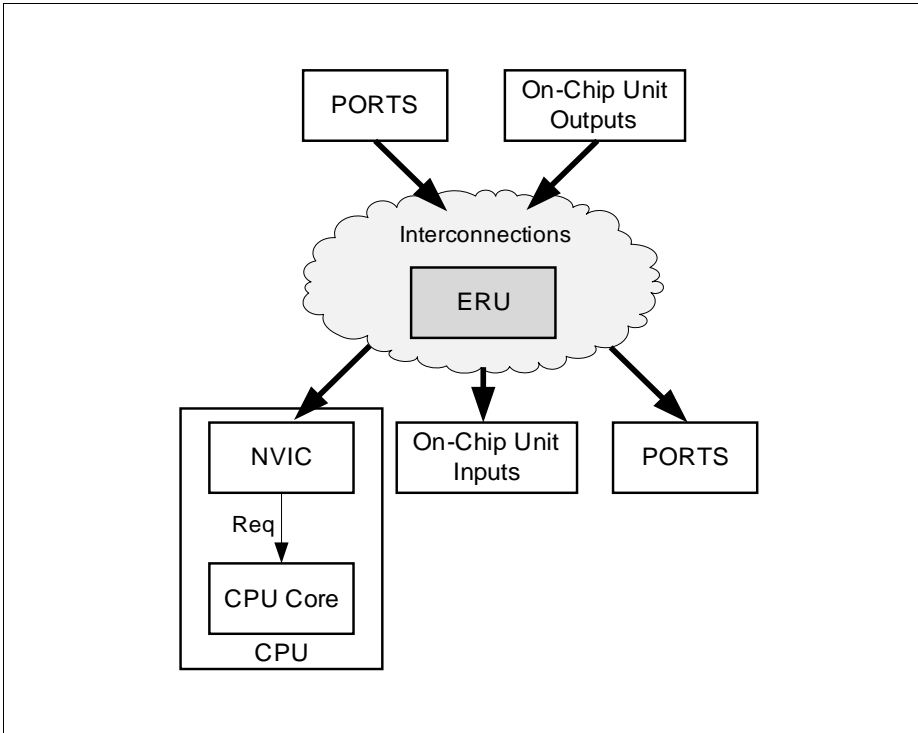 PORTS
On-Chip Unit
Outputs
Interconnections
ERU
NVIC
On-Chip Unit
Inputs
PORTS
Req
CPU Core
CPU